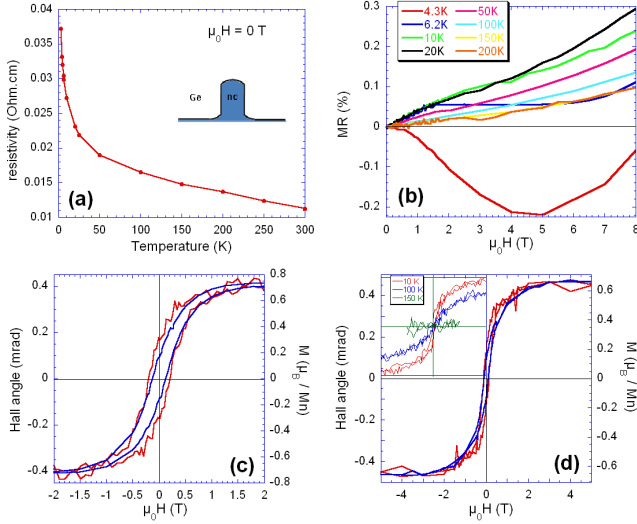 0.04
0.035
0.03
0.025
0.02
0.015
0.01
resistivity (Ohm.cm)
µ₀H = 0 T
Ge
nc
(a)
0 50 100 150 200 250 300
Temperature (K)
0.3
0.2
0.1
0
-0.1
-0.2
MR (%)
4.3K 50K
6.2K 100K
10K 150K
20K 200K
(b)
0 1 2 3 4 5 6 7 8
µ₀H (T)
0.4
0.2
0
-0.2
-0.4
Hall angle (mrad)
0.8
0.6
0.4
0.2
0
0.2
0.4
0.6
0.8
M (µB / Mn)
(c)
-2 -1.5 -1 -0.5 0 0.5 1 1.5 2
µ₀H (T)
0.4
0.2
0
-0.2
-0.4
Hall angle (mrad)
10 K
100 K
150 K
0.6
0.4
0.2
0
0.2
0.4
0.6
M (µB / Mn)
(d)
-4 -2 0 2 4
µ₀H (T)